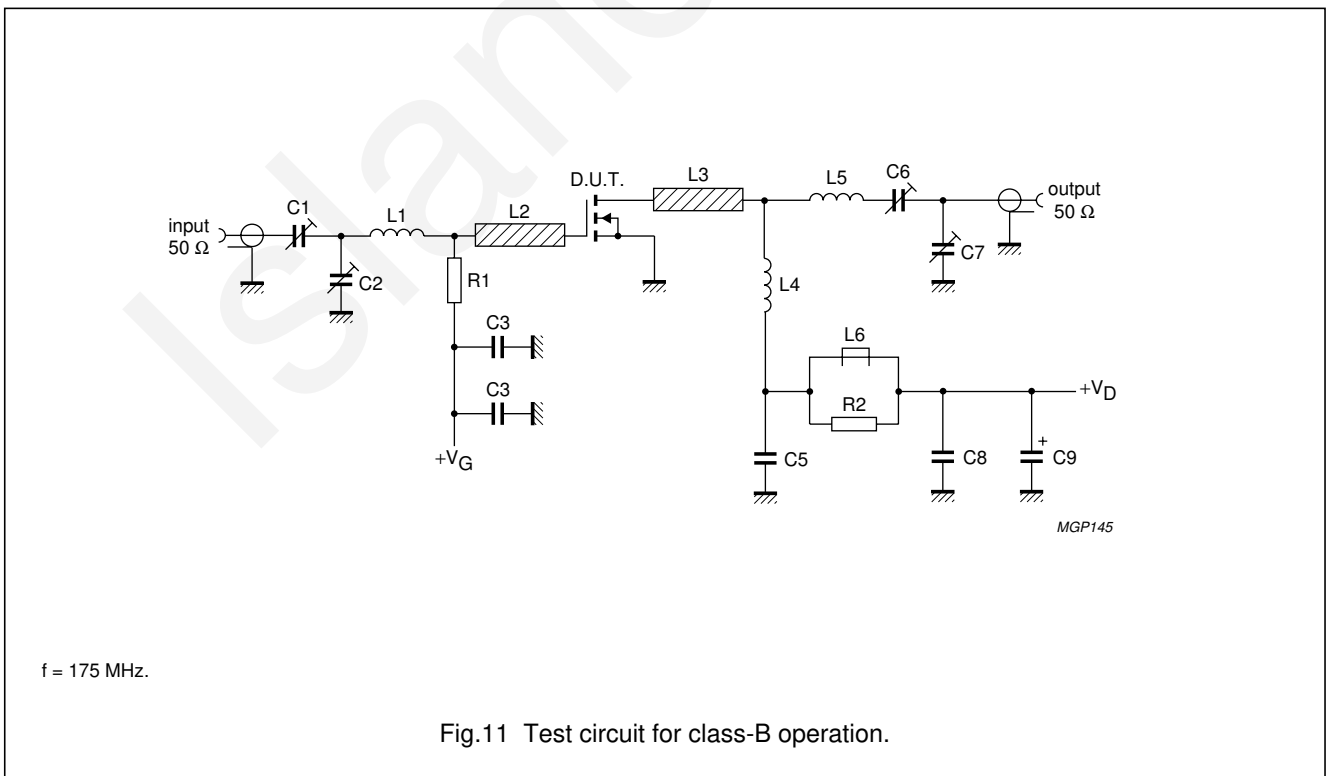 Island
D.U.T.
L3
L5
C6
output
50 Ω
input
50 Ω
C1
L1
L2
C7
C2
R1
L4
C3
L6
C3
R2
+VD
+VG
C5
C8
+
C9
MGP145
f = 175 MHz.
Fig.11 Test circuit for class-B operation.